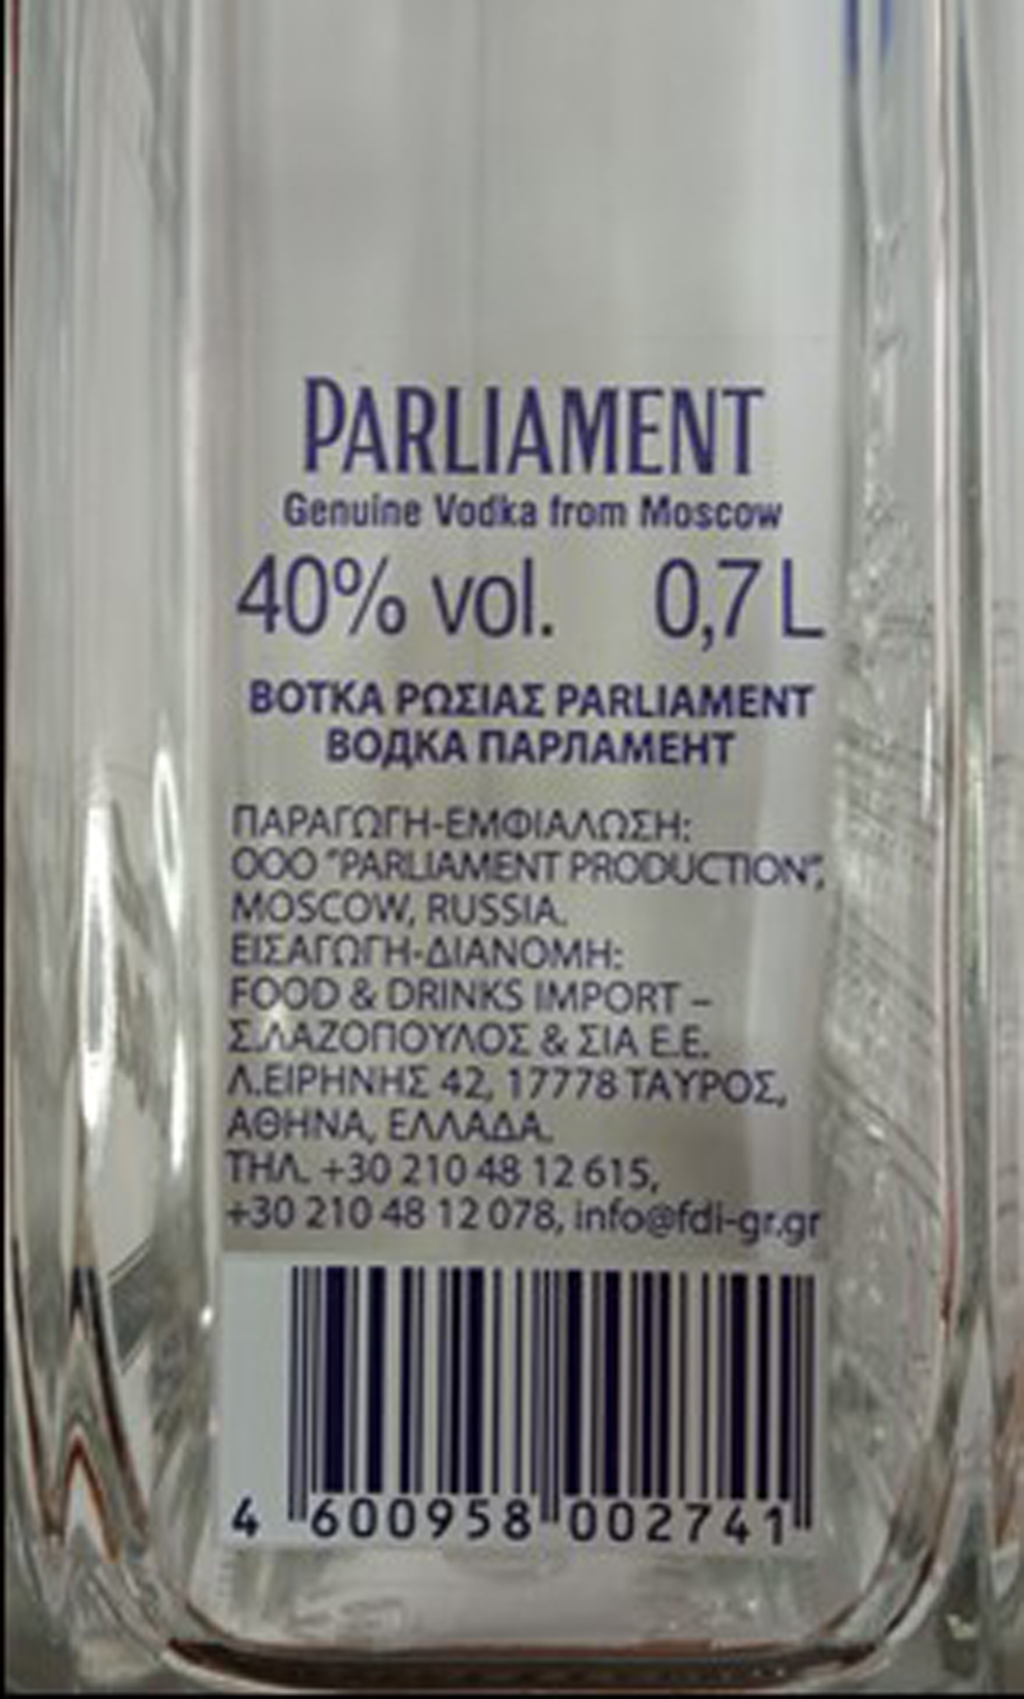 PARLIAMENT
Genuine Vodka from Moscow
40% vol. 0,7 L
ΒΟΤΚΑ ΡΩΣΙΑΣ PARLIAMENT
ВОДКА ПАРЛАМЕНТ
ΠΑΡΑΓΩΓΗ-ΕΜΦΙΑΛΩΣΗ:
OOO "PARLIAMENT PRODUCTION",
MOSCOW, RUSSIA.
ΕΙΣΑΓΩΓΗ-ΔΙΑΝΟΜΗ:
FOOD & DRINKS IMPORT –
Σ.ΛΑΖΟΠΟΥΛΟΣ & ΣΙΑ Ε.Ε.
Λ.ΕΙΡΗΝΗΣ 42, 17778 ΤΑΥΡΟΣ,
ΑΘΗΝΑ, ΕΛΛΑΔΑ.
ΤΗΛ. +30 210 48 12 615,
+30 210 48 12 078, info@fdi-gr.gr
4 600958 002741